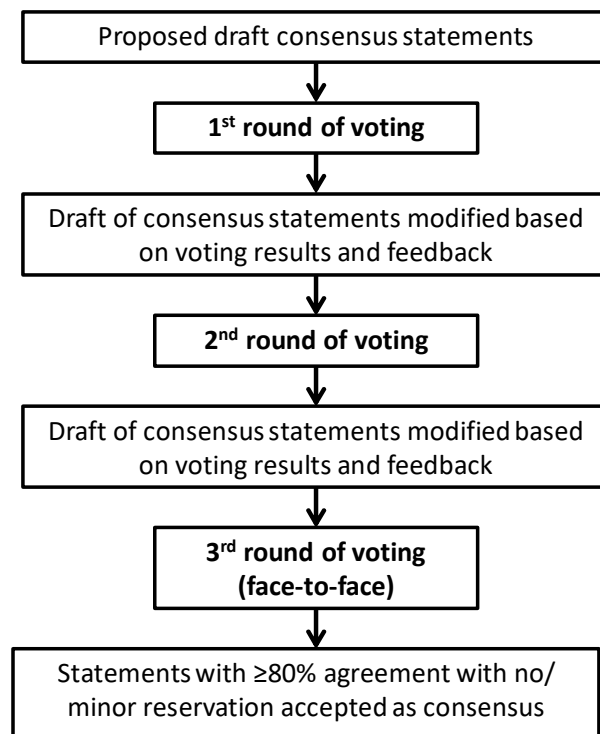 Proposed draft consensus statements
1st round of voting
Draft of consensus statements modified based
on voting results and feedback
2nd round of voting
Draft of consensus statements modified based
on voting results and feedback
3rd round of voting
(face-to-face)
Statements with ≥80% agreement with no/
minor reservation accepted as consensus